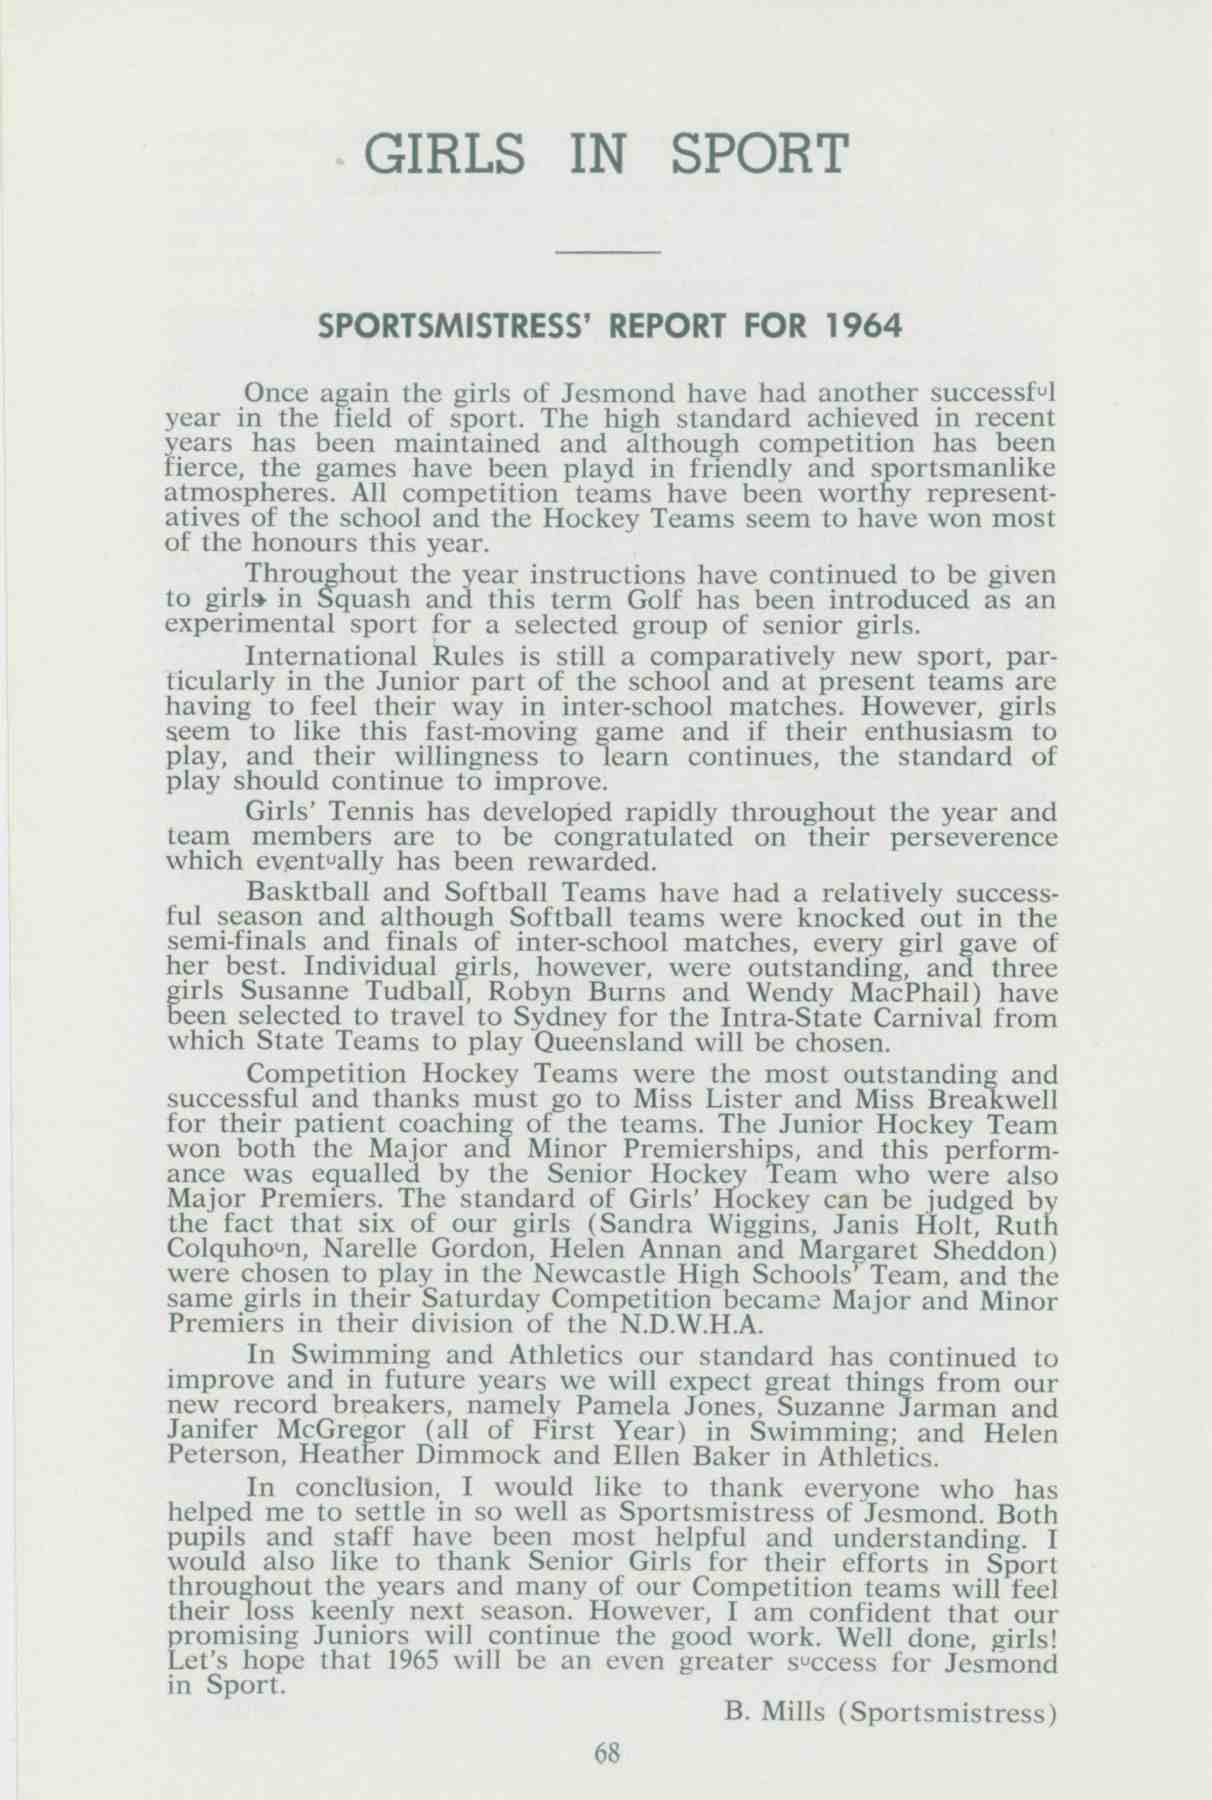 GIRLS IN SPORT
SPORTSMISTRESS' REPORT FOR 1964
Once again the girls of Jesmond have had another successful
year in the field of sport. The high standard achieved in recent
years has been maintained and although competition has been
fierce, the games have been playd in friendly and sportsmanlike
atmospheres. All competition teams have been worthy represent-
atives of the school and the Hockey Teams seem to have won most
of the honours this year.
Throughout the year instructions have continued to be given
to girls in Squash and this term Golf has been introduced as an
experimental sport for a selected group of senior girls.
International Rules is still a comparatively new sport, par-
ticularly in the Junior part of the school and at present teams are
having to feel their way in inter-school matches. However, girls
seem to like this fast-moving game and if their enthusiasm to
play, and their willingness to learn continues, the standard of
play should continue to improve.
Girls' Tennis has developed rapidly throughout the year and
team members are to be congratulated on their perseverence
which eventually has been rewarded.
Basktball and Softball Teams have had a relatively success-
ful season and although Softball teams were knocked out in the
semi-finals and finals of inter-school matches, every girl gave of
her best. Individual girls, however, were outstanding, and three
girls Susanne Tudball, Robyn Burns and Wendy MacPhail) have
been selected to travel to Sydney for the Intra-State Carnival from
which State Teams to play Queensland will be chosen.
Competition Hockey Teams were the most outstanding and
successful and thanks must go to Miss Lister and Miss Breakwell
for their patient coaching of the teams. The Junior Hockey Team
won both the Major and Minor Premierships, and this perform-
ance was equalled by the Senior Hockey Team who were also
Major Premiers. The standard of Girls' Hockey can be judged by
the fact that six of our girls (Sandra Wiggins, Janis Holt, Ruth
Colquhoun, Narelle Gordon, Helen Annan and Margaret Sheddon)
were chosen to play in the Newcastle High Schools' Team, and the
same girls in their Saturday Competition became Major and Minor
Premiers in their division of the N.D.W.H.A.
In Swimming and Athletics our standard has continued to
improve and in future years we will expect great things from our
new record breakers, namely Pamela Jones, Suzanne Jarman and
Janifer McGregor (all of First Year) in Swimming; and Helen
Peterson, Heather Dimmock and Ellen Baker in Athletics.
In conclusion, I would like to thank everyone who has
helped me to settle in so well as Sportsmistress of Jesmond. Both
pupils and staff have been most helpful and understanding. I
would also like to thank Senior Girls for their efforts in Sport
throughout the years and many of our Competition teams will feel
their loss keenly next season. However, I am confident that our
promising Juniors will continue the good work. Well done, girls!
Let's hope that 1965 will be an even greater success for Jesmond
in Sport.
B. Mills (Sportsmistress)
68